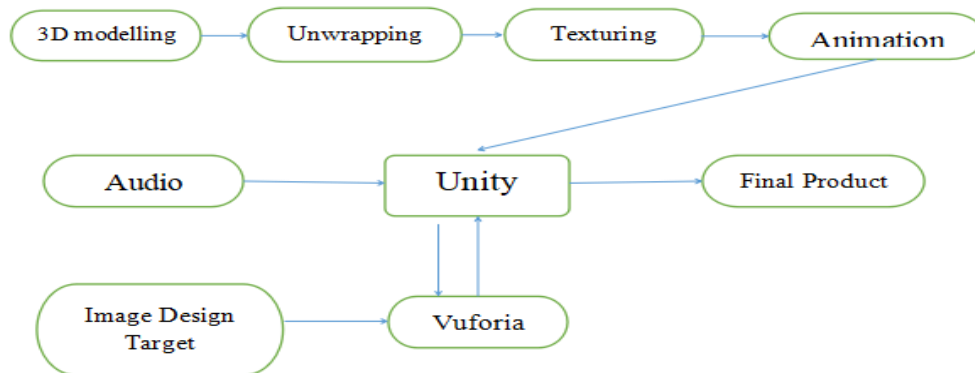 3D modelling
Unwrapping
Texturing
Animation
Audio
Unity
Final Product
Image Design
Target
Vuforia